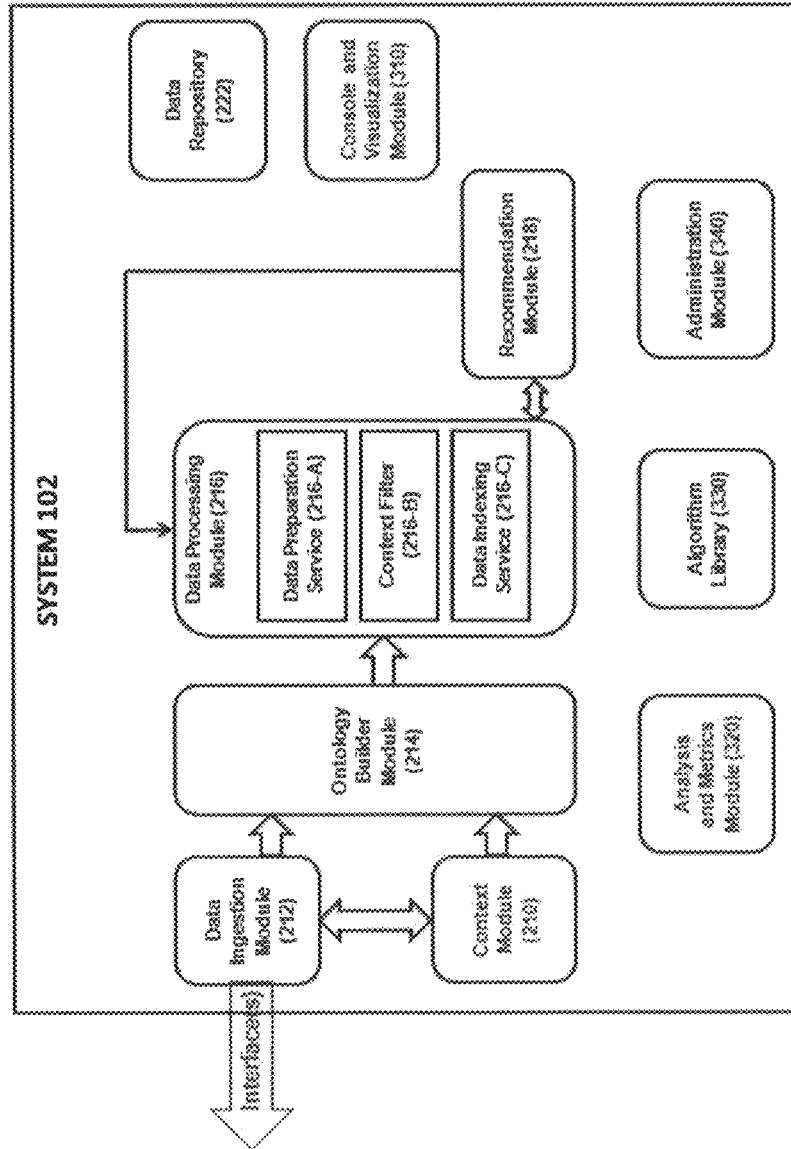 SYSTEM 102
Interface(s)
Data
Ingestion
Module
(212)
Context
Module
(210)
Ontology
Builder
Module
(214)
Data Processing
Module (216)
Data Preparation
Service (216-A)
Context Filter
(216-B)
Data Indexing
Service (216-C)
Recommendation
Module (218)
Data
Repository
(222)
Console and
Visualization
Module (310)
Analysis
and Metrics
Module (320)
Algorithm
Library (330)
Administration
Module (340)